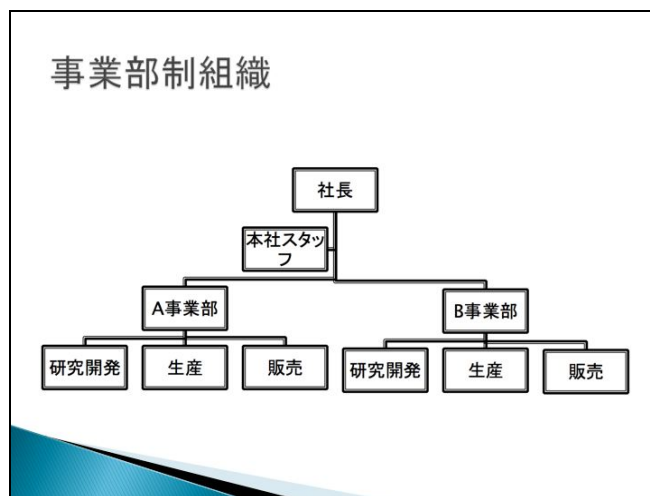 事業部制組織
社長
本社スタッ
フ
A事業部
B事業部
研究開発
生産
販売
研究開発
生産
販売